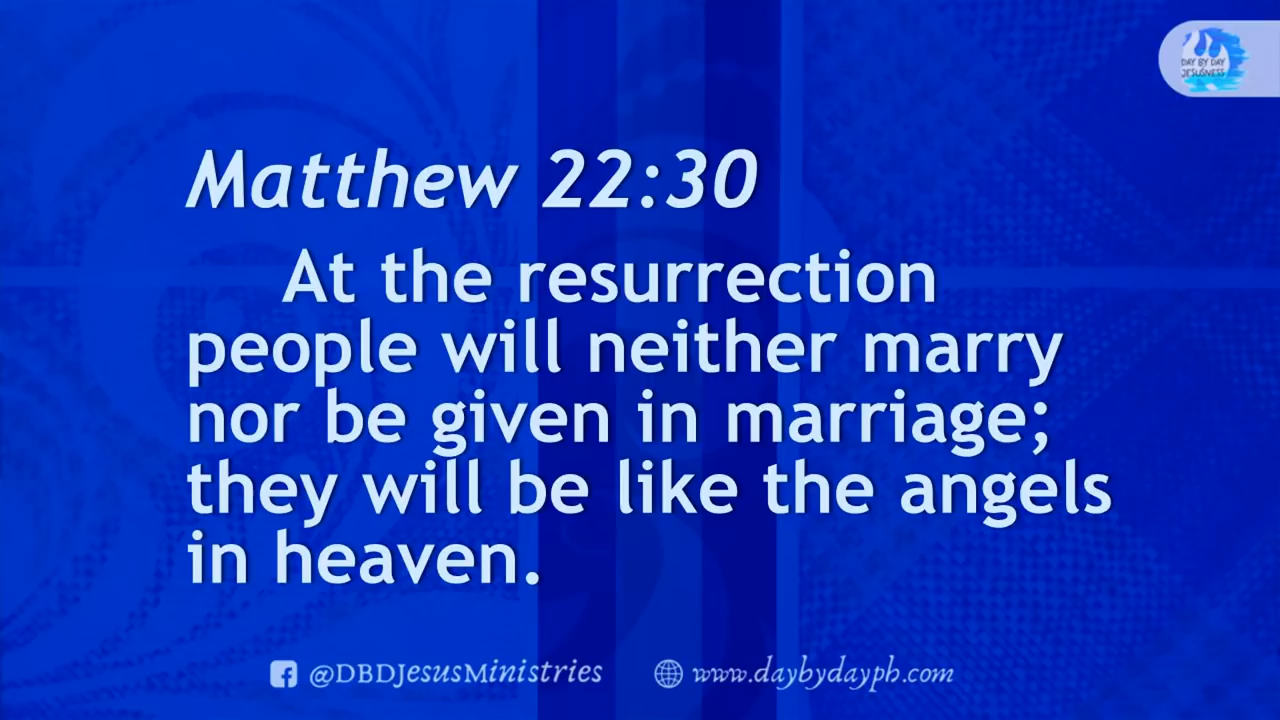 DAY BY DAY
JESUSNESS
Matthew 22:30
At the resurrection
people will neither marry
nor be given in marriage;
they will be like the angels
in heaven.
@DBDJesusMinistries
www.daybydayph.com